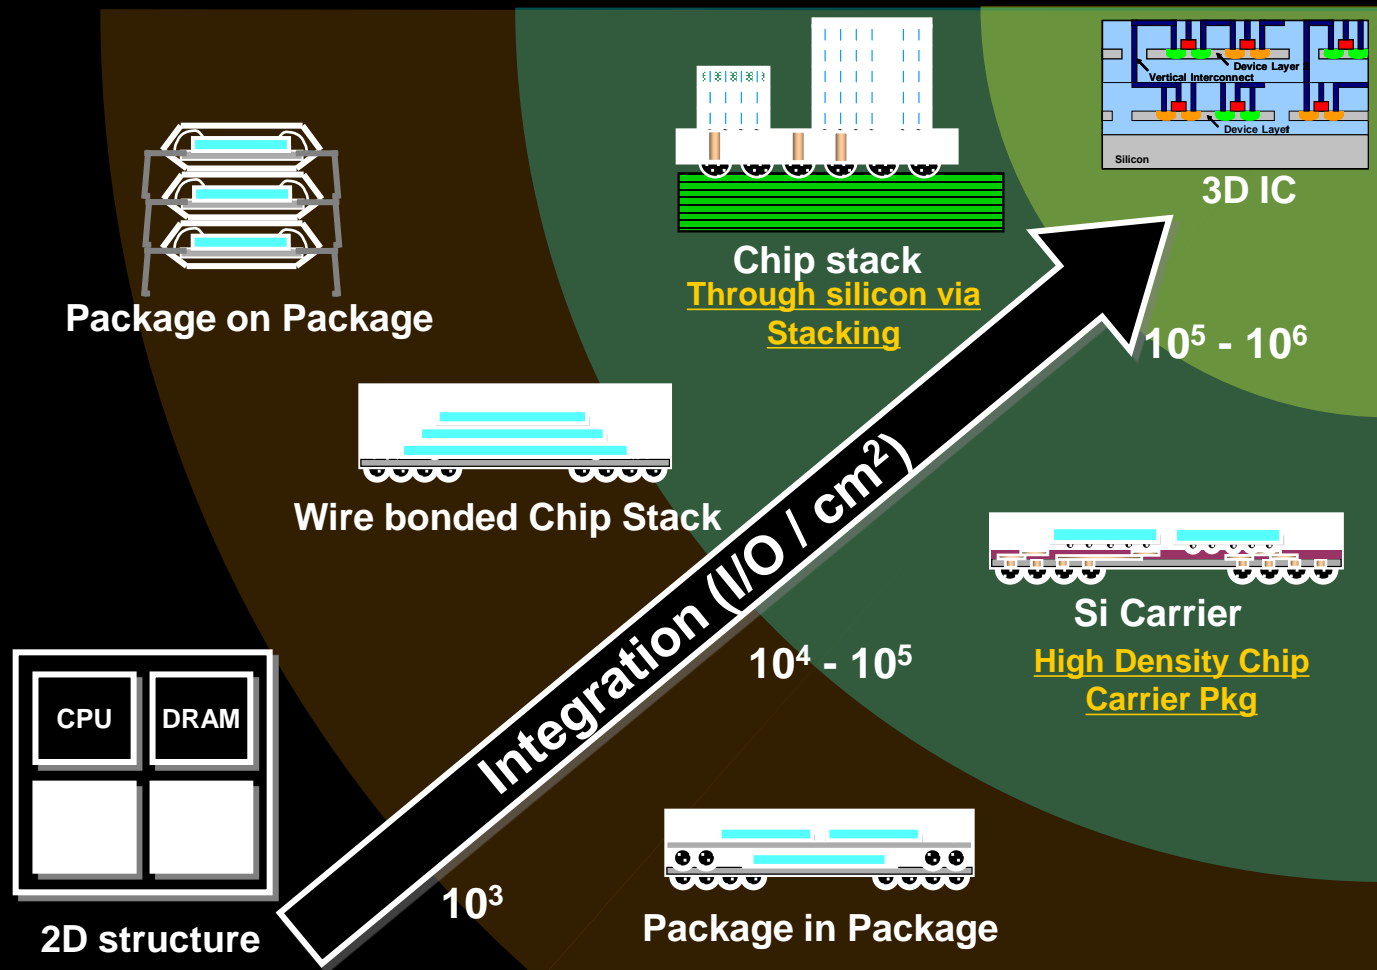 Device Layer
Vertical Interconnect
Device Layer
Silicon
3D IC
Chip stack
Through silicon via
Stacking
Package on Package
10⁵ - 10⁶
Integration (I/O / cm²)
Wire bonded Chip Stack
Si Carrier
High Density Chip
Carrier Pkg
10⁴ - 10⁵
CPU
DRAM
10³
2D structure
Package in Package